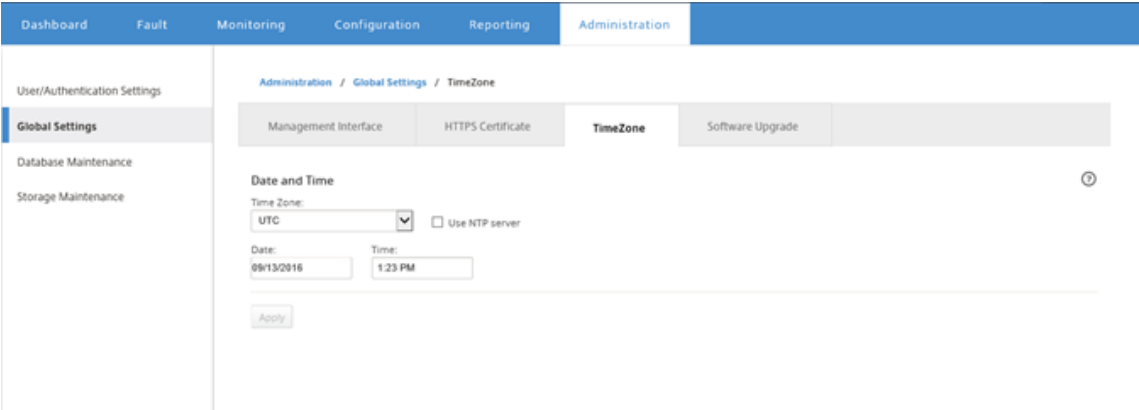 Dashboard Fault Monitoring Configuration Reporting Administration
User/Authentication Settings
Global Settings
Database Maintenance
Storage Maintenance
Administration / Global Settings / TimeZone
Management Interface HTTPS Certificate TimeZone Software Upgrade
Date and Time
?
Time Zone:
UTC
Use NTP server
Date: Time:
09/13/2016 1:23 PM
Apply